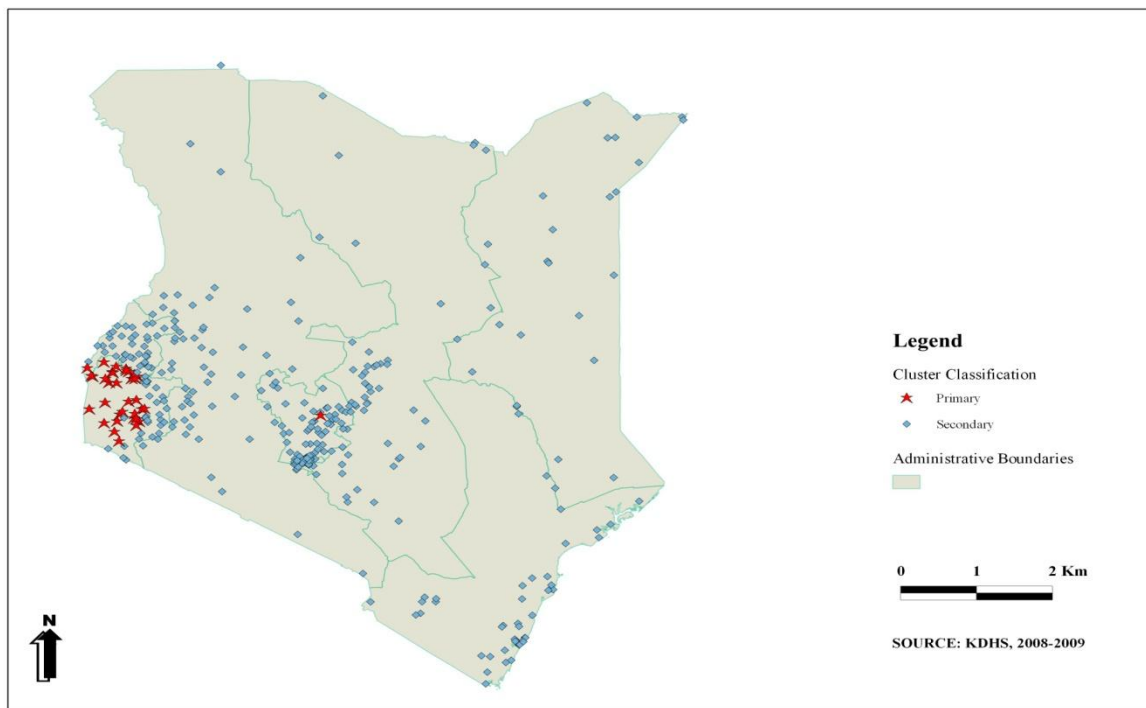 Legend
Cluster Classification
Primary
Secondary
Administrative Boundaries
0 1 2 Km
SOURCE: KDHS, 2008-2009
N